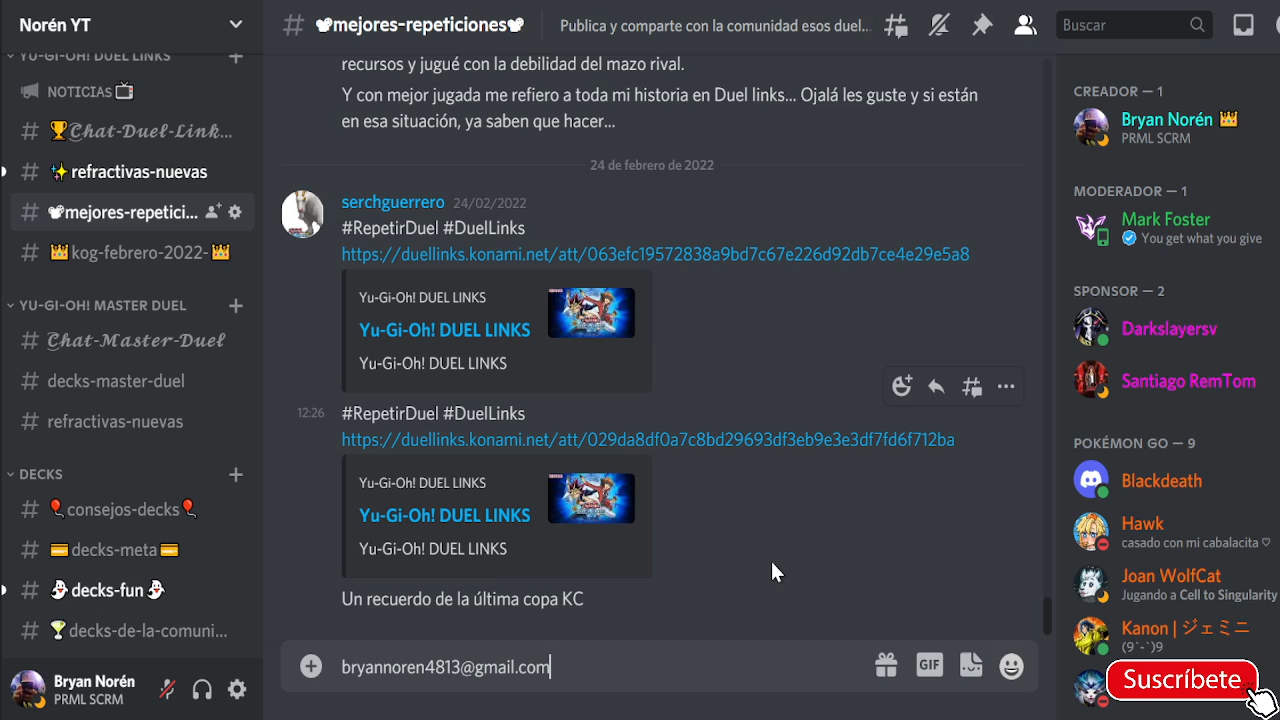 Norén YT
YU-GI-OH! DUEL LINKS
NOTICIAS📺
🏆𝓒𝓱𝓪𝓽-𝓓𝓾𝓮𝓵-𝓛𝓲𝓷𝓴...
✨refractivas-nuevas
mejores-repetici...
👑kog-febrero-2022-👑
YU-GI-OH! MASTER DUEL
𝓒𝓱𝓪𝓽-𝓜𝓪𝓼𝓽𝓮𝓻-𝓓𝓾𝓮𝓵
decks-master-duel
refractivas-nuevas
DECKS
🎈consejos-decks🎈
💳decks-meta💳
👻decks-fun👻
🏆decks-de-la-comuni...
Bryan Norén
PRML SCRM
mejores-repeticiones
Publica y comparte con la comunidad esos duel...
Buscar
recursos y jugué con la debilidad del mazo rival.
Y con mejor jugada me refiero a toda mi historia en Duel links... Ojalá les guste y si están
en esa situación, ya saben que hacer...
24 de febrero de 2022
serchguerrero 24/02/2022
#RepetirDuel #DuelLinks
https://duellinks.konami.net/att/063efc19572838a9bd7c67e226d92db7ce4e29e5a8
Yu-Gi-Oh! DUEL LINKS
Yu-Gi-Oh! DUEL LINKS
Yu-Gi-Oh! DUEL LINKS
12:26 #RepetirDuel #DuelLinks
https://duellinks.konami.net/att/029da8df0a7c8bd29693df3eb9e3e3df7fd6f712ba
Yu-Gi-Oh! DUEL LINKS
Yu-Gi-Oh! DUEL LINKS
Yu-Gi-Oh! DUEL LINKS
Un recuerdo de la última copa KC
bryannoren4813@gmail.com
GIF
CREADOR — 1
Bryan Norén 👑
PRML SCRM
MODERADOR — 1
Mark Foster
You get what you give
SPONSOR — 2
Darkslayersv
Santiago RemTom
POKÉMON GO — 9
Blackdeath
Hawk
casado con mi cabalacita ♡
Joan WolfCat
Jugando a Cell to Singularity
Kanon | ジェミニ
(9`-`)9
Suscríbete